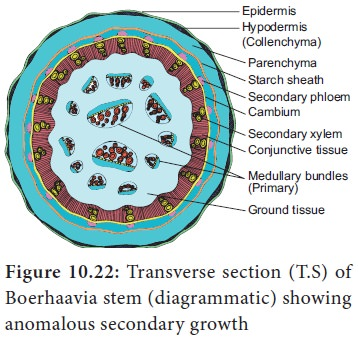 Epidermis
Hypodermis
(Collenchyma)
Parenchyma
Starch sheath
Secondary phloem
Cambium
Secondary xylem
Conjunctive tissue
Medullary bundles
(Primary)
Ground tissue
Figure 10.22: Transverse section (T.S) of
Boerhaavia stem (diagrammatic) showing
anomalous secondary growth